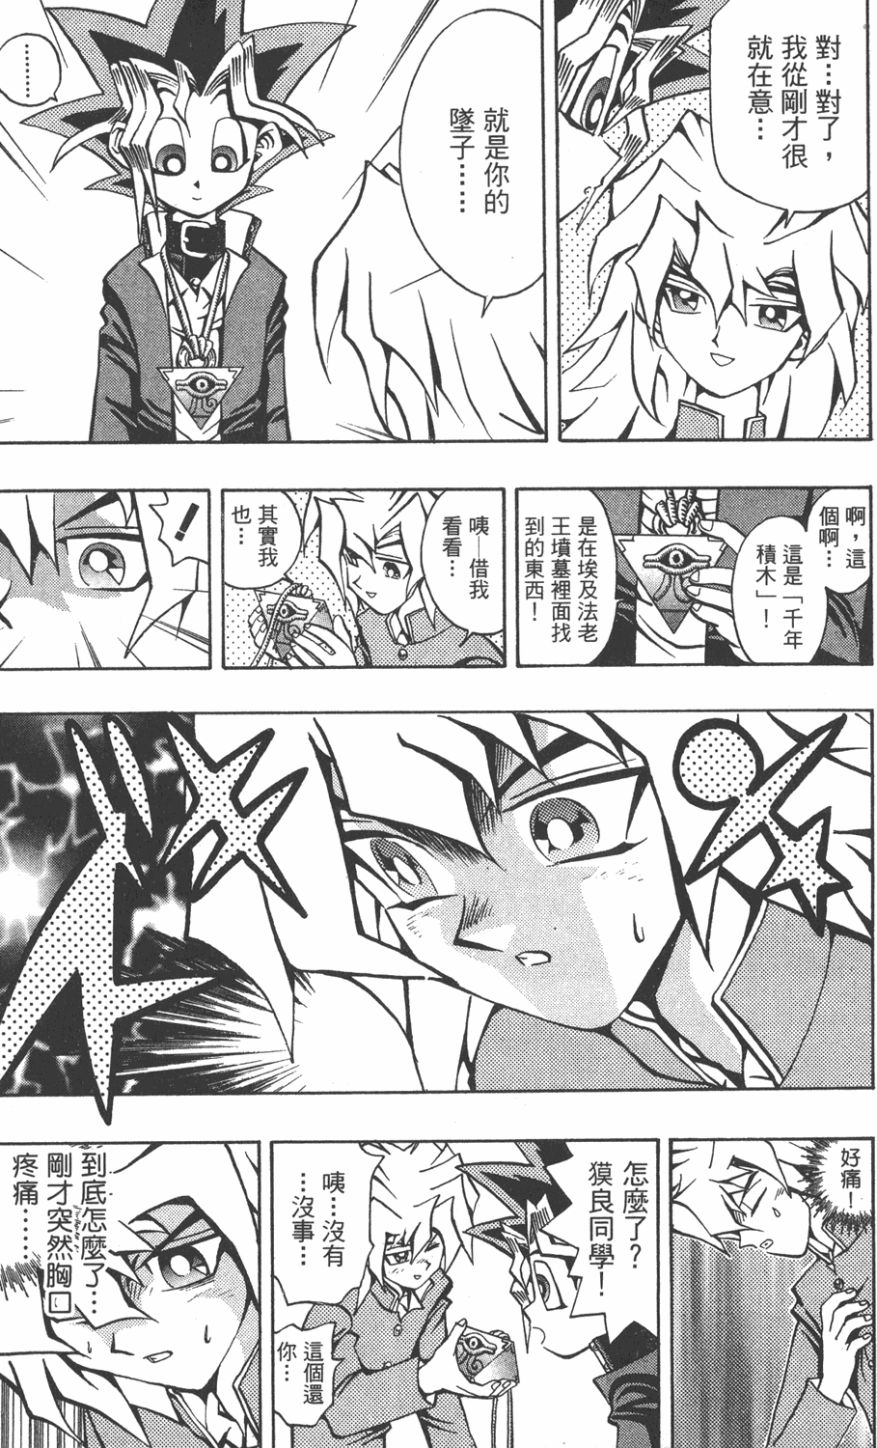 對…對了，
我從剛才很
就在意…
就是你的
墜子……
………
啊，這
個啊…
這是「千年
積木」！
是在埃及法老
王墳墓裡面找
到的東西！
咦—借我
看看…
其實我
也…
！
好痛！
怎麼了？
獏良同學！
咦…沒有
…沒事…
這個還
你…
到底怎麼了…
剛才突然胸口
疼痛……